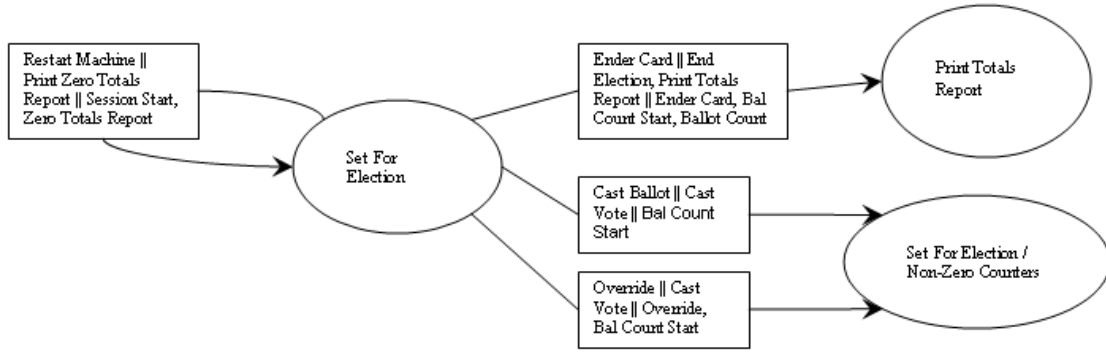 Restart Machine ||
Print Zero Totals
Report || Session Start,
Zero Totals Report
Set For
Election
Ender Card || End
Election, Print Totals
Report || Ender Card, Bal
Count Start, Ballot Count
Print Totals
Report
Cast Ballot || Cast
Vote || Bal Count
Start
Set For Election /
Non-Zero Counters
Override || Cast
Vote || Override,
Bal Count Start